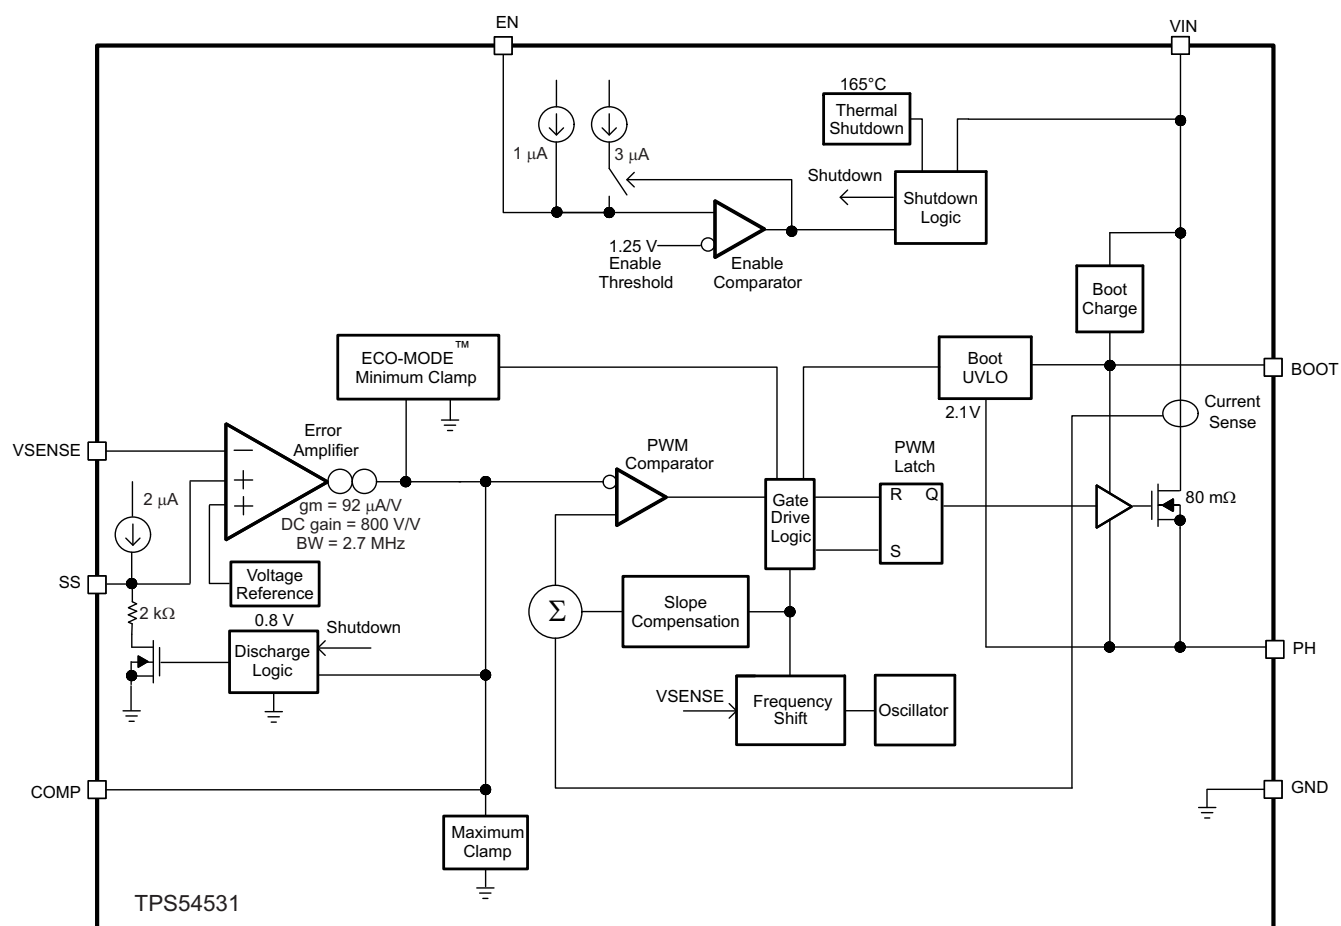 EN
VIN
165°C
Thermal
Shutdown
1 μA
3 μA
Shutdown
Shutdown
Logic
1.25 V
Enable
Threshold
Enable
Comparator
Boot
Charge
ECO-MODE™
Minimum Clamp
Boot
UVLO
2.1V
BOOT
Current
Sense
VSENSE
Error
Amplifier
gm = 92 μA/V
DC gain = 800 V/V
BW = 2.7 MHz
PWM
Comparator
PWM
Latch
R Q
S
Gate
Drive
Logic
80 mΩ
2 μA
SS
Voltage
Reference
2 kΩ
0.8 V
Discharge
Logic
Shutdown
Σ
Slope
Compensation
PH
VSENSE
Frequency
Shift
Oscillator
COMP
GND
Maximum
Clamp
TPS54531